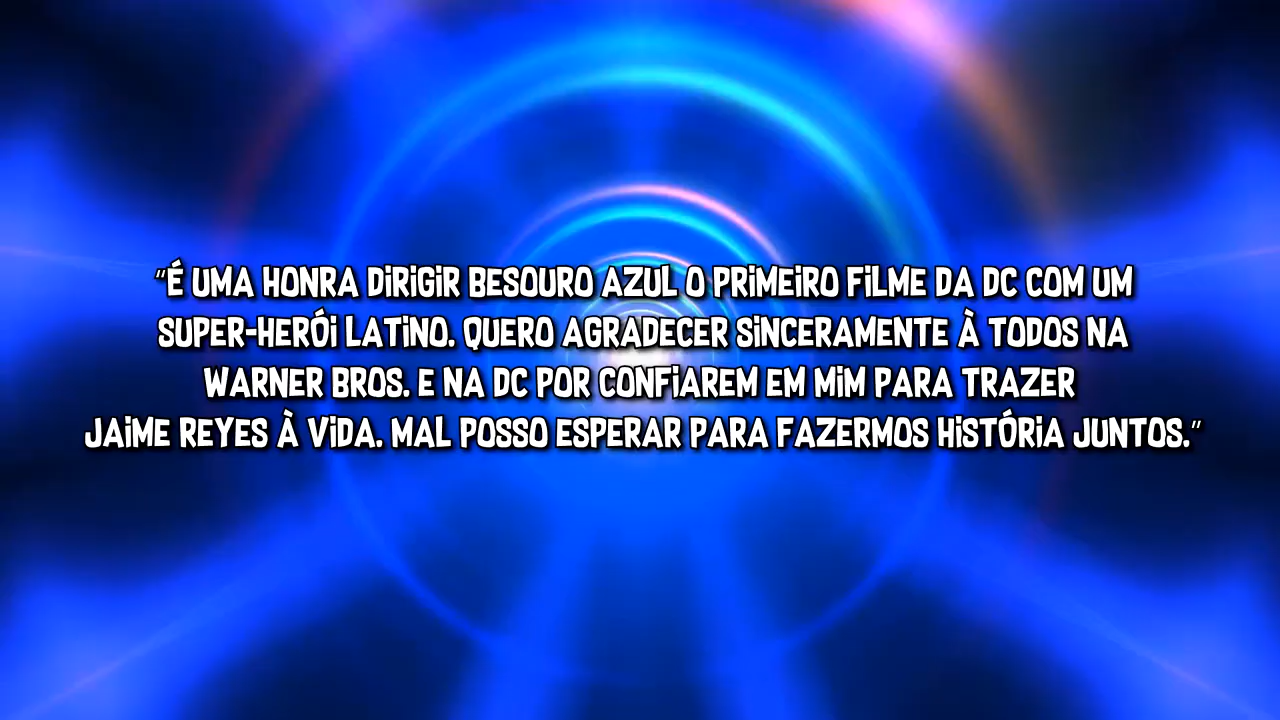 "É UMA HONRA DIRIGIR BESOURO AZUL O PRIMEIRO FILME DA DC COM UM
SUPER-HERÓI LATINO. QUERO AGRADECER SINCERAMENTE À TODOS NA
WARNER BROS. E NA DC POR CONFIAREM EM MIM PARA TRAZER
JAIME REYES À VIDA. MAL POSSO ESPERAR PARA FAZERMOS HISTÓRIA JUNTOS."